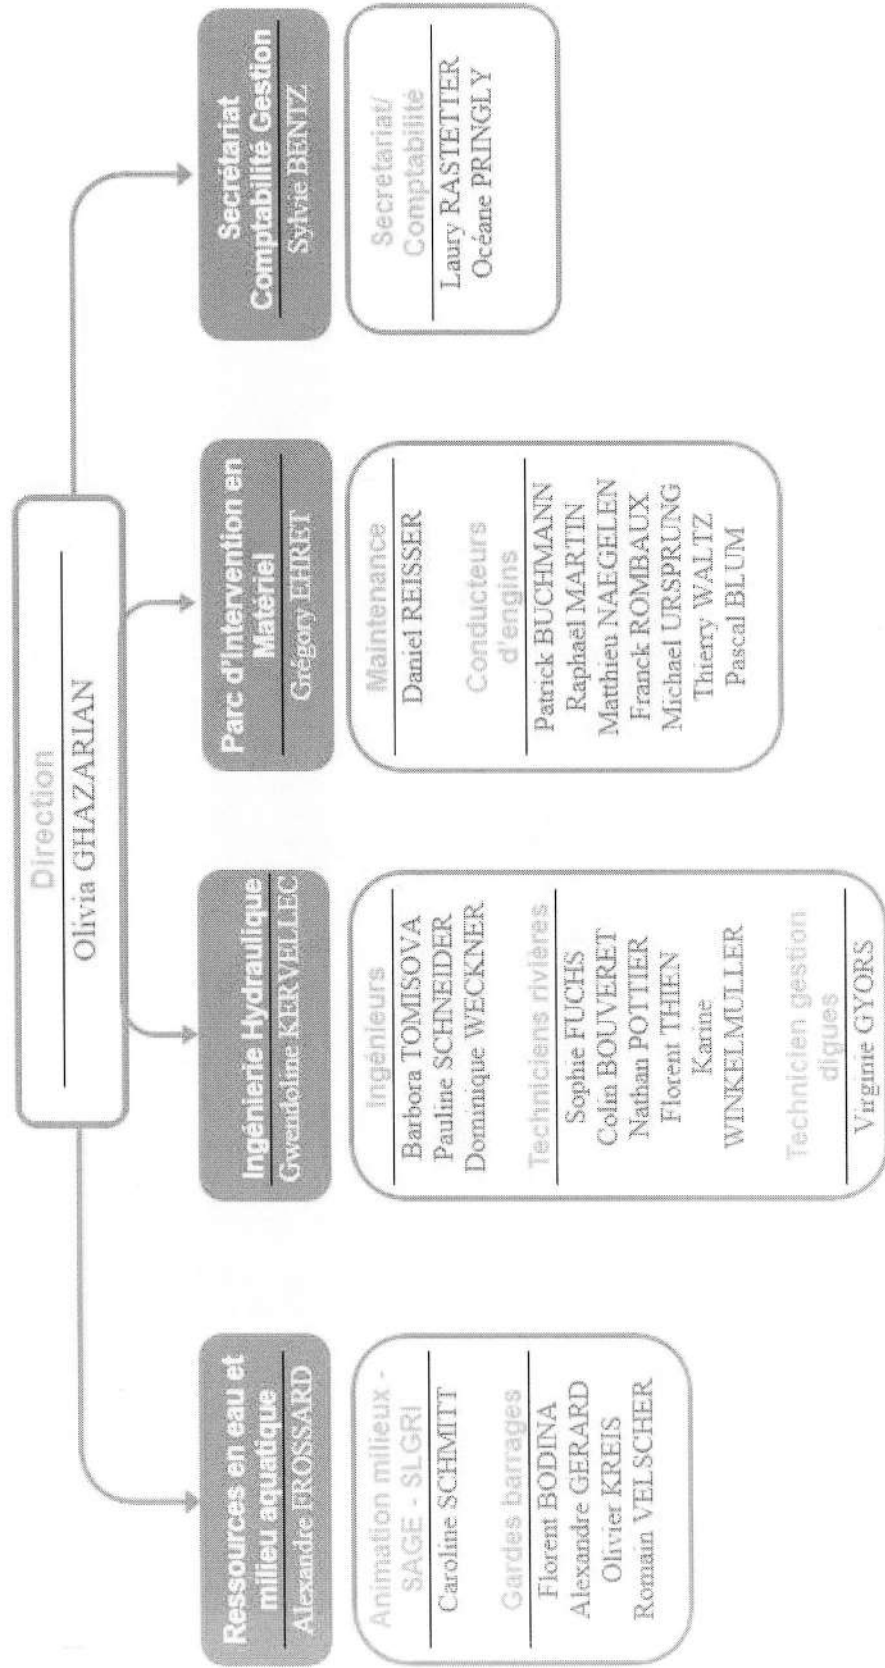 Direction
Olivia GHAZARIAN
Ressources en eau et
milieu aquatique
Alexandre FROSSARD
Animation milieux -
SAGE - SLGRI
Caroline SCHMITT
Gardes barrages
Florent BODINA
Alexandre GERARD
Olivier KREIS
Romain VELSCHER
Ingénierie Hydraulique
Gwenhoine KERVELLEC
Ingénieurs
Barbora TOMISOVA
Pauline SCHNEIDER
Dominique WECKNER
Techniciens rivières
Sophie FUCHS
Colin BOUVERET
Nathan POTTIER
Florent THIEN
Karine
WINKELMULLER
Technicien gestion
digues
Virginie GYORS
Parc d'Intervention en
Matériel
Grégory EHRET
Maintenance
Daniel REISSER
Conducteurs
d'engins
Patrick BUCHMANN
Raphaël MARTIN
Matthieu NAEGELEN
Franck ROMBAUX
Michael URSPRUNG
Thierry WALTZ
Pascal BLUM
Secrétariat
Comptabilité Gestion
Sylvie BENTZ
Secrétariat/
Comptabilité
Laury RASTETTER
Océane PRINGLY